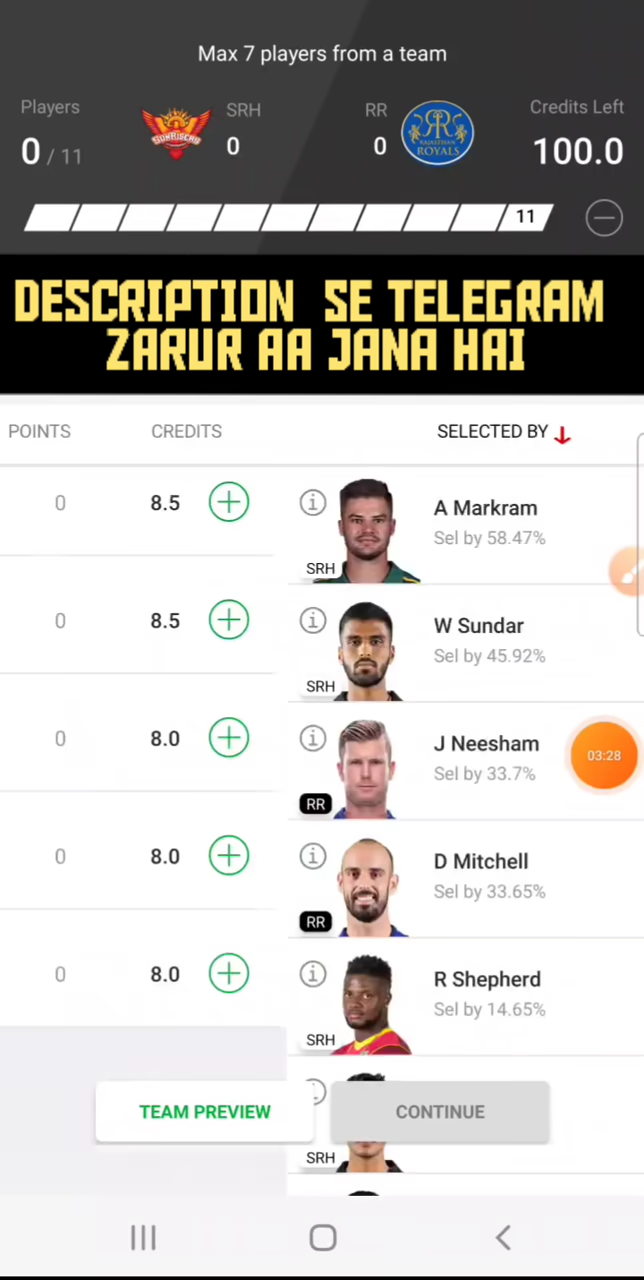 Max 7 players from a team
Players
SRH
RR
Credits Left
0 / 11
0
0
100.0
SUNRISERS
RR
RAJASTHAN
ROYALS
11
DESCRIPTION SE TELEGRAM
ZARUR AA JANA HAI
POINTS CREDITS SELECTED BY
0 8.5 A Markram
Sel by 58.47%
SRH
0 8.5 W Sundar
Sel by 45.92%
SRH
0 8.0 J Neesham
Sel by 33.7%
RR
03:28
0 8.0 D Mitchell
Sel by 33.65%
RR
0 8.0 R Shepherd
Sel by 14.65%
SRH
TEAM PREVIEW CONTINUE
SRH